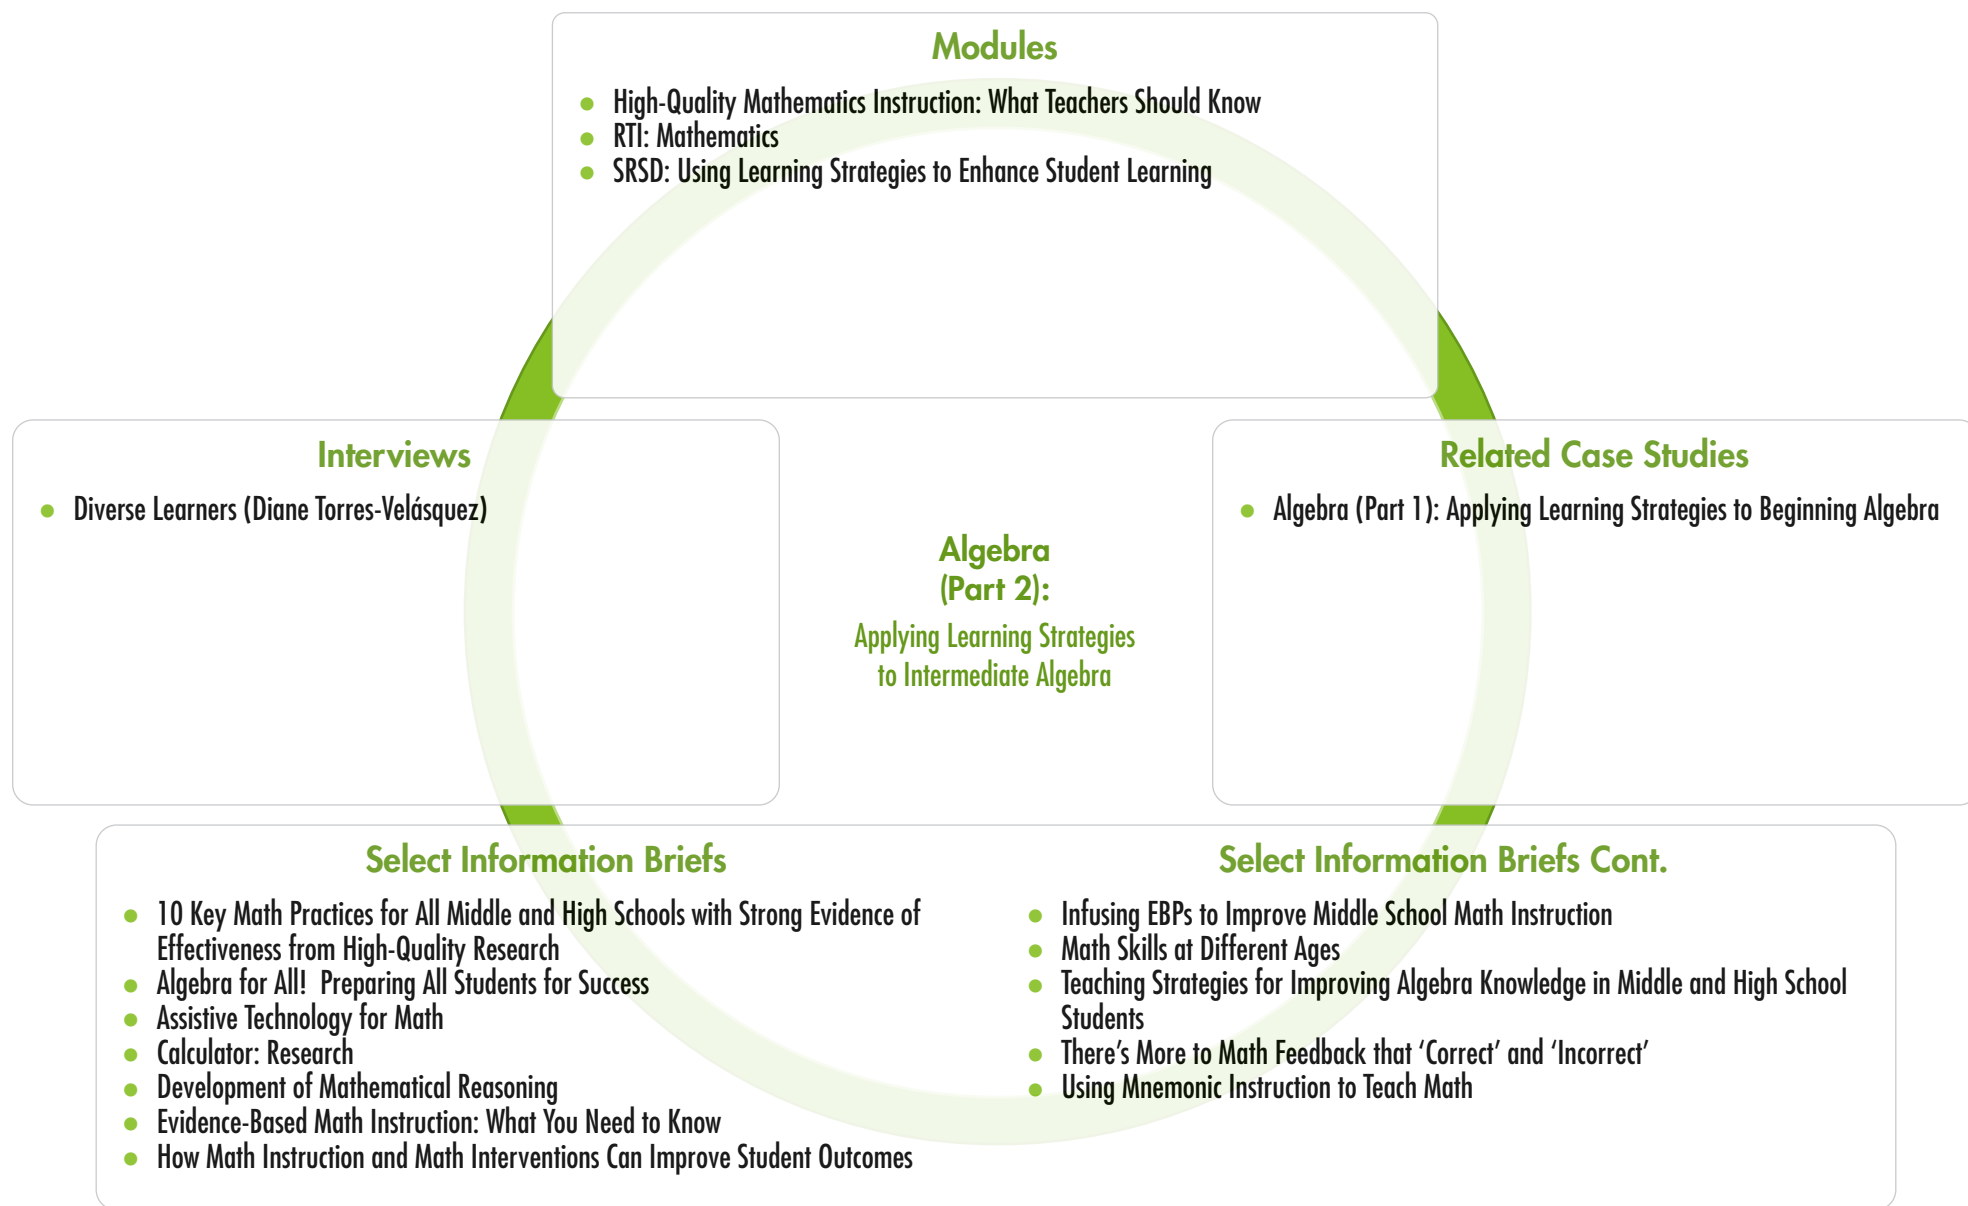 Modules
● High-Quality Mathematics Instruction: What Teachers Should Know
● RTI: Mathematics
● SRSD: Using Learning Strategies to Enhance Student Learning
Interviews
● Diverse Learners (Diane Torres-Velásquez)
Algebra
(Part 2):
Applying Learning Strategies
to Intermediate Algebra
Related Case Studies
● Algebra (Part 1): Applying Learning Strategies to Beginning Algebra
Select Information Briefs
● 10 Key Math Practices for All Middle and High Schools with Strong Evidence of
Effectiveness from High-Quality Research
● Algebra for All!  Preparing All Students for Success
● Assistive Technology for Math
● Calculator: Research
● Development of Mathematical Reasoning
● Evidence-Based Math Instruction: What You Need to Know
● How Math Instruction and Math Interventions Can Improve Student Outcomes
Select Information Briefs Cont.
● Infusing EBPs to Improve Middle School Math Instruction
● Math Skills at Different Ages
● Teaching Strategies for Improving Algebra Knowledge in Middle and High School
Students
● There’s More to Math Feedback that ‘Correct’ and ‘Incorrect’
● Using Mnemonic Instruction to Teach Math